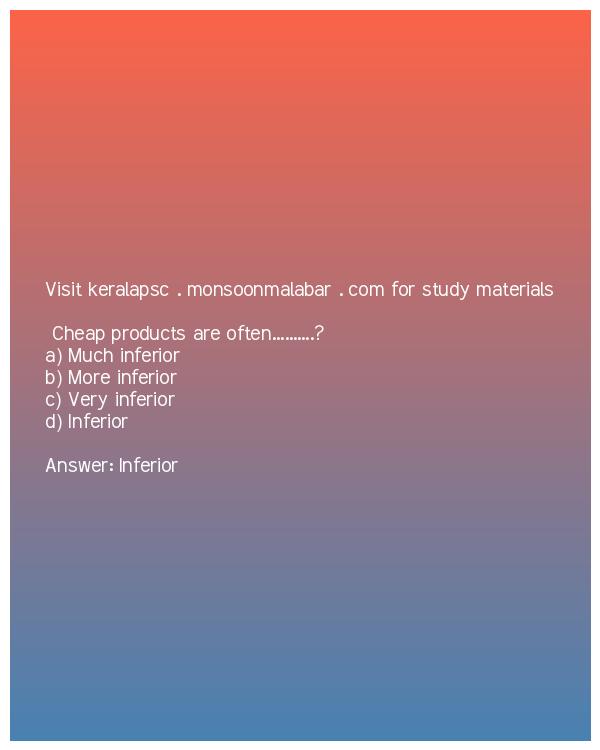 Visit keralapsc . monsoonmalabar . com for study materials
Cheap products are often..........?
a) Much inferior
b) More inferior
c) Very inferior
d) Inferior
Answer: Inferior